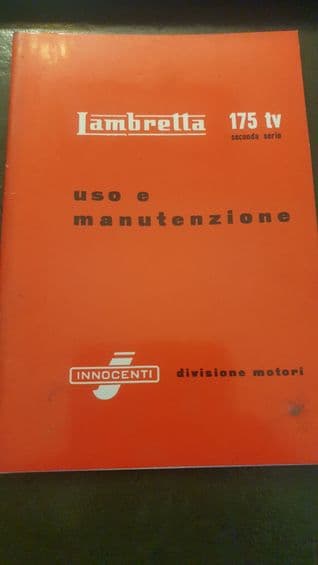 Lambretta 175 tv
seconda serie
uso e
manutenzione
INNOCENTI divisione motori